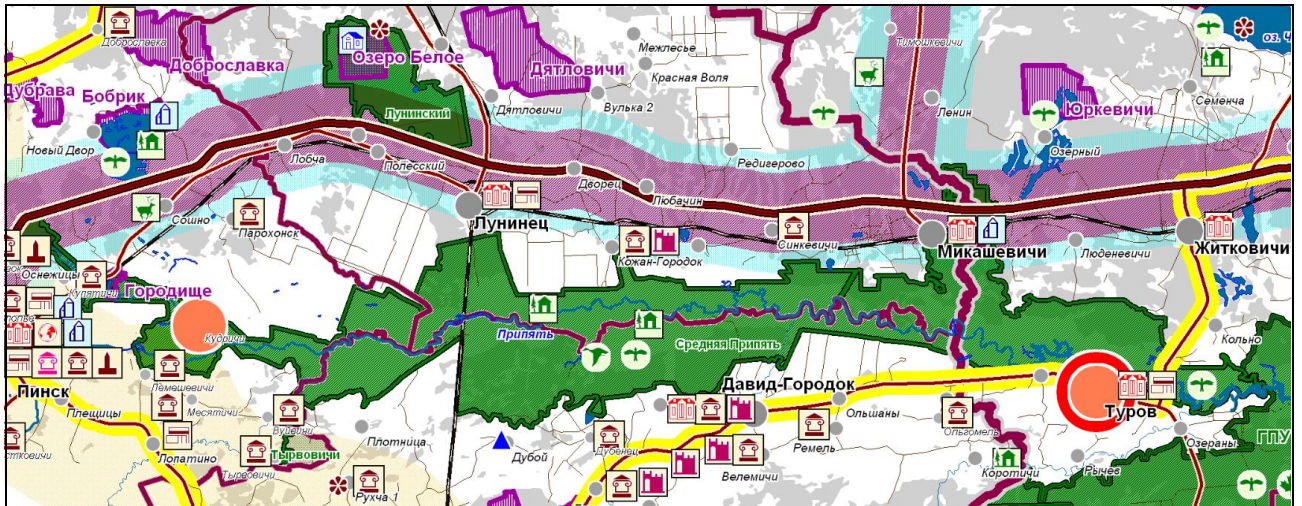 Доброславка
Доброславка
Озеро Белое
Межлесье
Дятловичи
Красная Воля
Тимошкевичи
оз. Ч
Дубрава
Бобрик
Лунинский
Дятловичи
Вулька 2
Ленин
Юркевичи
Семенча
Новый Двор
Лобча
Полесский
Редигерово
Озерный
Дворец
Любачин
Сошно
Парохонск
Лунинец
Кожан-Городок
Синкевичи
Микашевичи
Люденевичи
Житковичи
Оснежицы
Купятичи
Городище
Кудричи
Припять
Средняя Припять
Кольно
Пинск
Лемешевичи
Месятичи
Плещицы
Вуйвичи
Давид-Городок
Ольшаны
Туров
Плотница
Лопатино
Тырвовичи
Тырвовичи
Дубой
Дубенец
Ремель
Ольгомель
Озераны
ГПУ
Рухча 1
Велемичи
Коротичи
Рычев